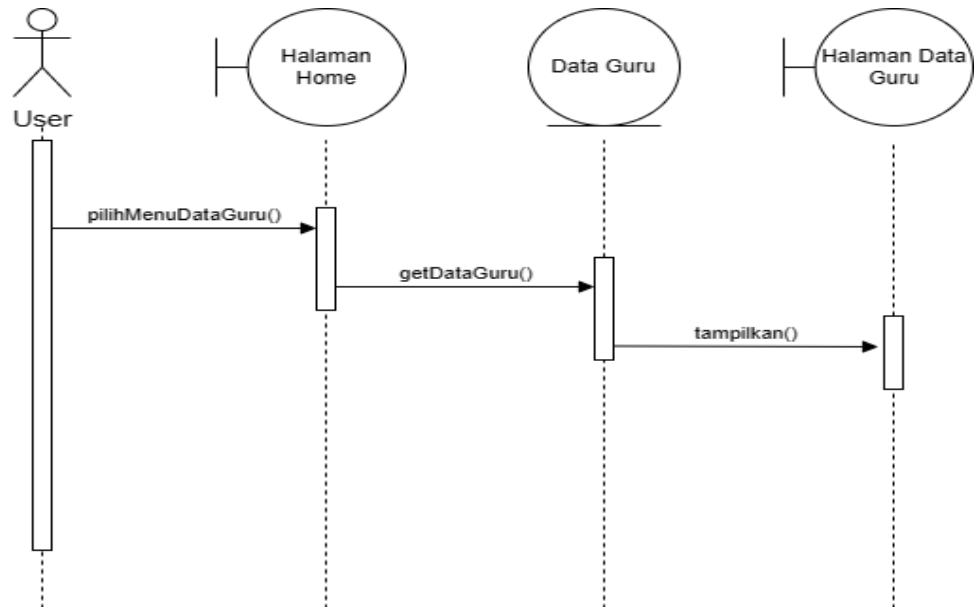 Halaman
Home
Data Guru
Halaman Data
Guru
User
pilihMenuDataGuru()
getDataGuru()
tampilkan()